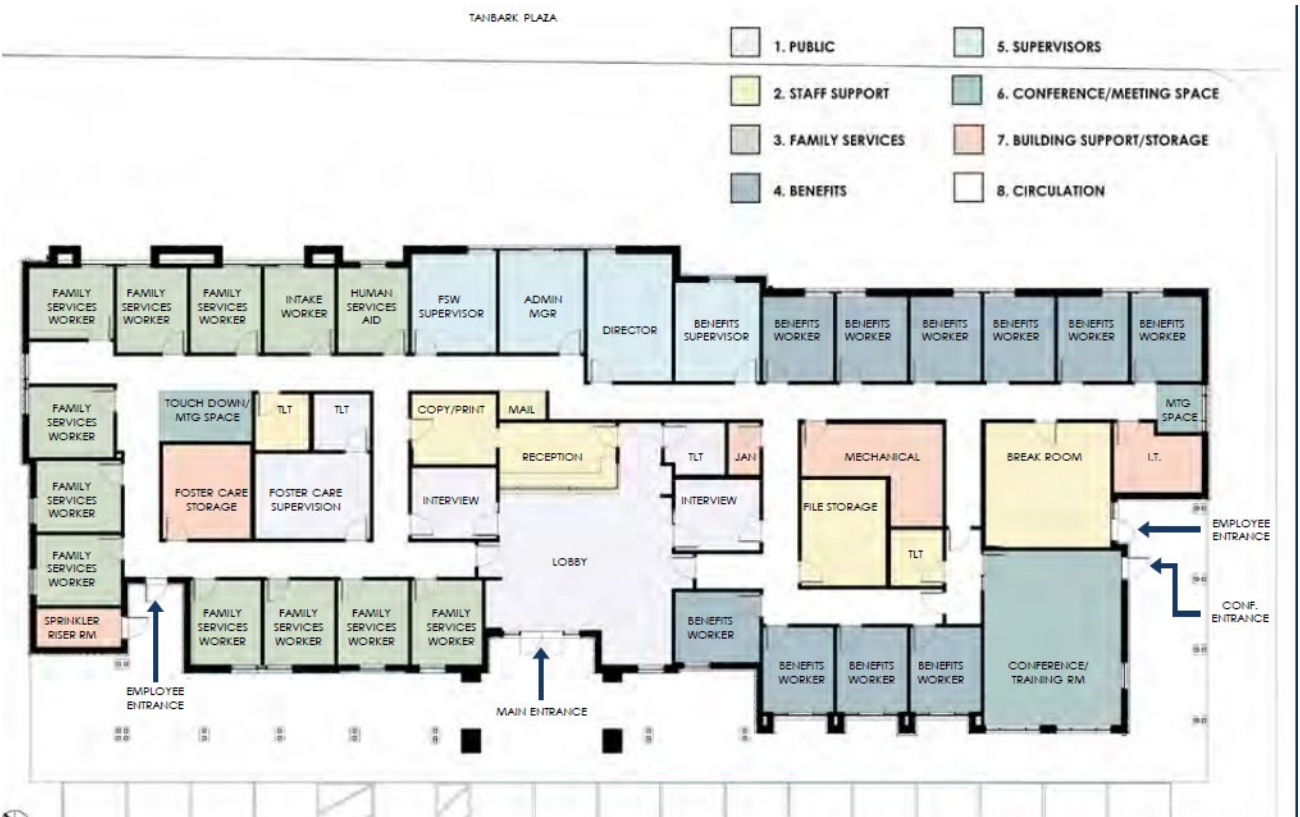 TANBARK PLAZA
1. PUBLIC
2. STAFF SUPPORT
3. FAMILY SERVICES
4. BENEFITS
5. SUPERVISORS
6. CONFERENCE/MEETING SPACE
7. BUILDING SUPPORT/STORAGE
8. CIRCULATION
FAMILY
SERVICES
WORKER
FAMILY
SERVICES
WORKER
FAMILY
SERVICES
WORKER
INTAKE
WORKER
HUMAN
SERVICES
AID
FSW
SUPERVISOR
ADMIN
MGR
DIRECTOR
BENEFITS
SUPERVISOR
BENEFITS
WORKER
BENEFITS
WORKER
BENEFITS
WORKER
BENEFITS
WORKER
BENEFITS
WORKER
BENEFITS
WORKER
FAMILY
SERVICES
WORKER
TOUCH DOWN/
MTG SPACE
TLT
TLT
COPY/PRINT
MAIL
MTG
SPACE
RECEPTION
TLT
JAN
MECHANICAL
BREAK ROOM
I.T.
FAMILY
SERVICES
WORKER
FOSTER CARE
STORAGE
FOSTER CARE
SUPERVISION
INTERVIEW
INTERVIEW
FILE STORAGE
EMPLOYEE
ENTRANCE
FAMILY
SERVICES
WORKER
LOBBY
TLT
SPRINKLER
RISER RM
FAMILY
SERVICES
WORKER
FAMILY
SERVICES
WORKER
FAMILY
SERVICES
WORKER
FAMILY
SERVICES
WORKER
BENEFITS
WORKER
CONF.
ENTRANCE
BENEFITS
WORKER
BENEFITS
WORKER
BENEFITS
WORKER
CONFERENCE/
TRAINING RM
EMPLOYEE
ENTRANCE
MAIN ENTRANCE